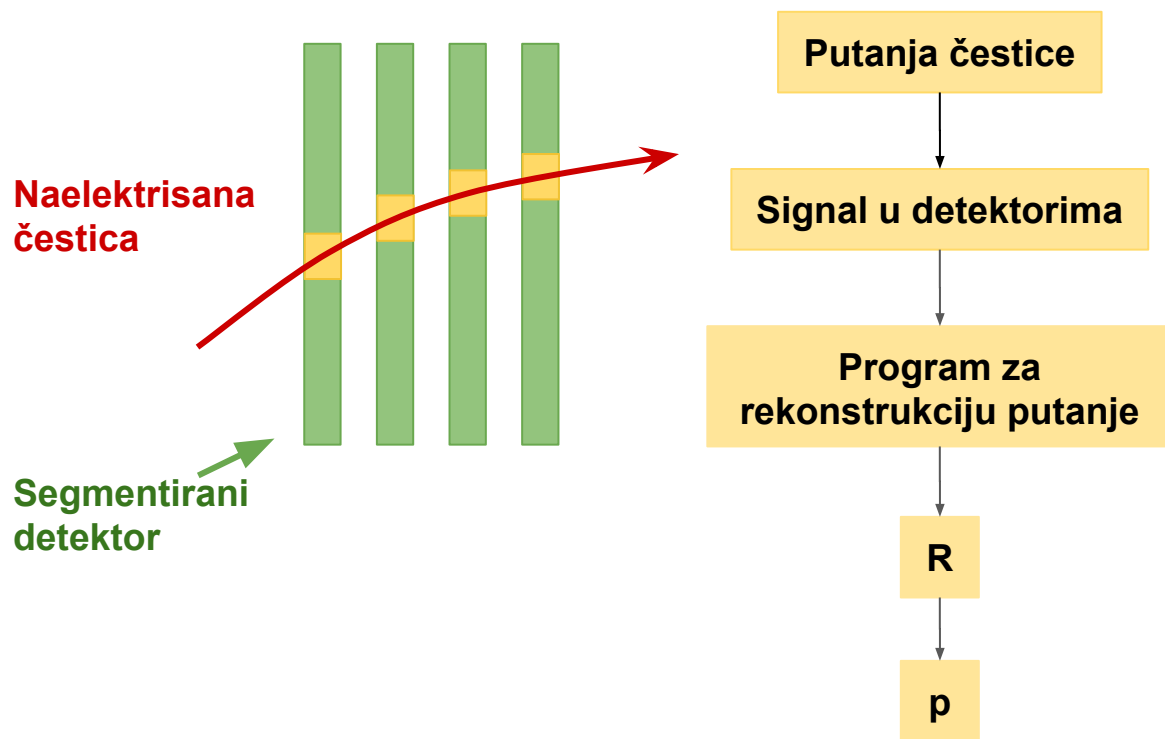 Naelektrisana
čestica
Segmentirani
detektor
Putanja čestice
Signal u detektorima
Program za
rekonstrukciju putanje
R
p